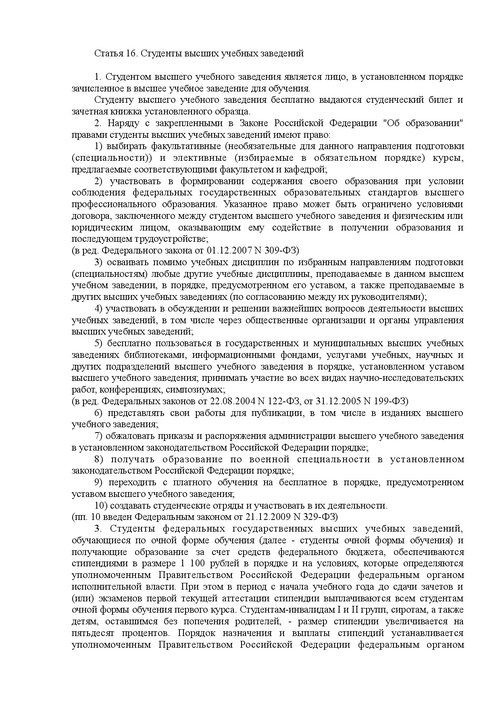 Статья 16. Студенты высших учебных заведений
1. Студентом высшего учебного заведения является лицо, в установленном порядке
зачисленное в высшее учебное заведение для обучения.
Студенту высшего учебного заведения бесплатно выдаются студенческий билет и
зачетная книжка установленного образца.
2. Наряду с закрепленными в Законе Российской Федерации "Об образовании"
правами студенты высших учебных заведений имеют право:
1) выбирать факультативные (необязательные для данного направления подготовки
(специальности)) и элективные (избираемые в обязательном порядке) курсы,
предлагаемые соответствующими факультетом и кафедрой;
2) участвовать в формировании содержания своего образования при условии
соблюдения федеральных государственных образовательных стандартов высшего
профессионального образования. Указанное право может быть ограничено условиями
договора, заключенного между студентом высшего учебного заведения и физическим или
юридическим лицом, оказывающим ему содействие в получении образования и
последующем трудоустройстве;
(в ред. Федерального закона от 01.12.2007 N 309-ФЗ)
3) осваивать помимо учебных дисциплин по избранным направлениям подготовки
(специальностям) любые другие учебные дисциплины, преподаваемые в данном высшем
учебном заведении, в порядке, предусмотренном его уставом, а также преподаваемые в
других высших учебных заведениях (по согласованию между их руководителями);
4) участвовать в обсуждении и решении важнейших вопросов деятельности высших
учебных заведений, в том числе через общественные организации и органы управления
высших учебных заведений;
5) бесплатно пользоваться в государственных и муниципальных высших учебных
заведениях библиотеками, информационными фондами, услугами учебных, научных и
других подразделений высшего учебного заведения в порядке, установленном уставом
высшего учебного заведения; принимать участие во всех видах научно-исследовательских
работ, конференциях, симпозиумах;
(в ред. Федеральных законов от 22.08.2004 N 122-ФЗ, от 31.12.2005 N 199-ФЗ)
6) представлять свои работы для публикации, в том числе в изданиях высшего
учебного заведения;
7) обжаловать приказы и распоряжения администрации высшего учебного заведения
в установленном законодательством Российской Федерации порядке;
8) получать образование по военной специальности в установленном
законодательством Российской Федерации порядке;
9) переходить с платного обучения на бесплатное в порядке, предусмотренном
уставом высшего учебного заведения;
10) создавать студенческие отряды и участвовать в их деятельности.
(пп. 10 введен Федеральным законом от 21.12.2009 N 329-ФЗ)
3. Студенты федеральных государственных высших учебных заведений,
обучающиеся по очной форме обучения (далее - студенты очной формы обучения) и
получающие образование за счет средств федерального бюджета, обеспечиваются
стипендиями в размере 1 100 рублей в порядке и на условиях, которые определяются
уполномоченным Правительством Российской Федерации федеральным органом
исполнительной власти. При этом в период с начала учебного года до сдачи зачетов и
(или) экзаменов первой текущей аттестации стипендии выплачиваются всем студентам
очной формы обучения первого курса. Студентам-инвалидам I и II групп, сиротам, а также
детям, оставшимся без попечения родителей, - размер стипендии увеличивается на
пятьдесят процентов. Порядок назначения и выплаты стипендий устанавливается
уполномоченным Правительством Российской Федерации федеральным органом